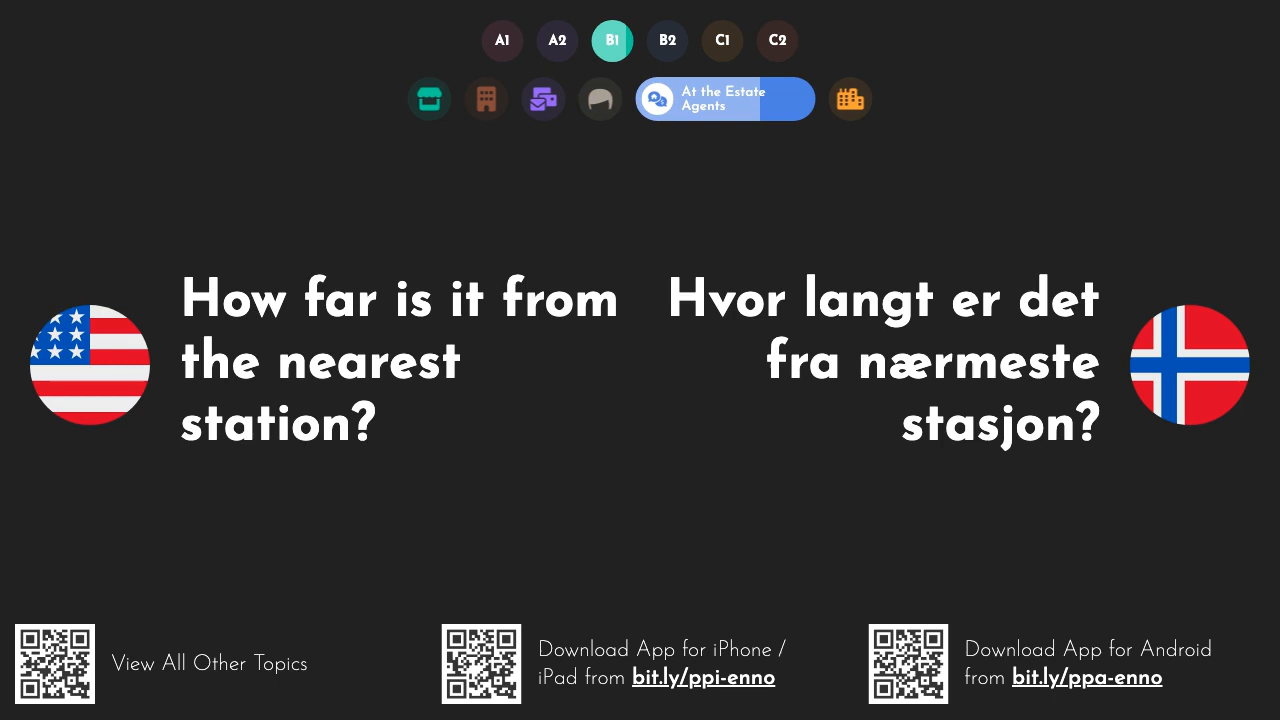 A1 A2 B1 B2 C1 C2
At the Estate
Agents
How far is it from
the nearest
station?
Hvor langt er det
fra nærmeste
stasjon?
View All Other Topics
Download App for iPhone /
iPad from bit.ly/ppi-enno
Download App for Android
from bit.ly/ppa-enno